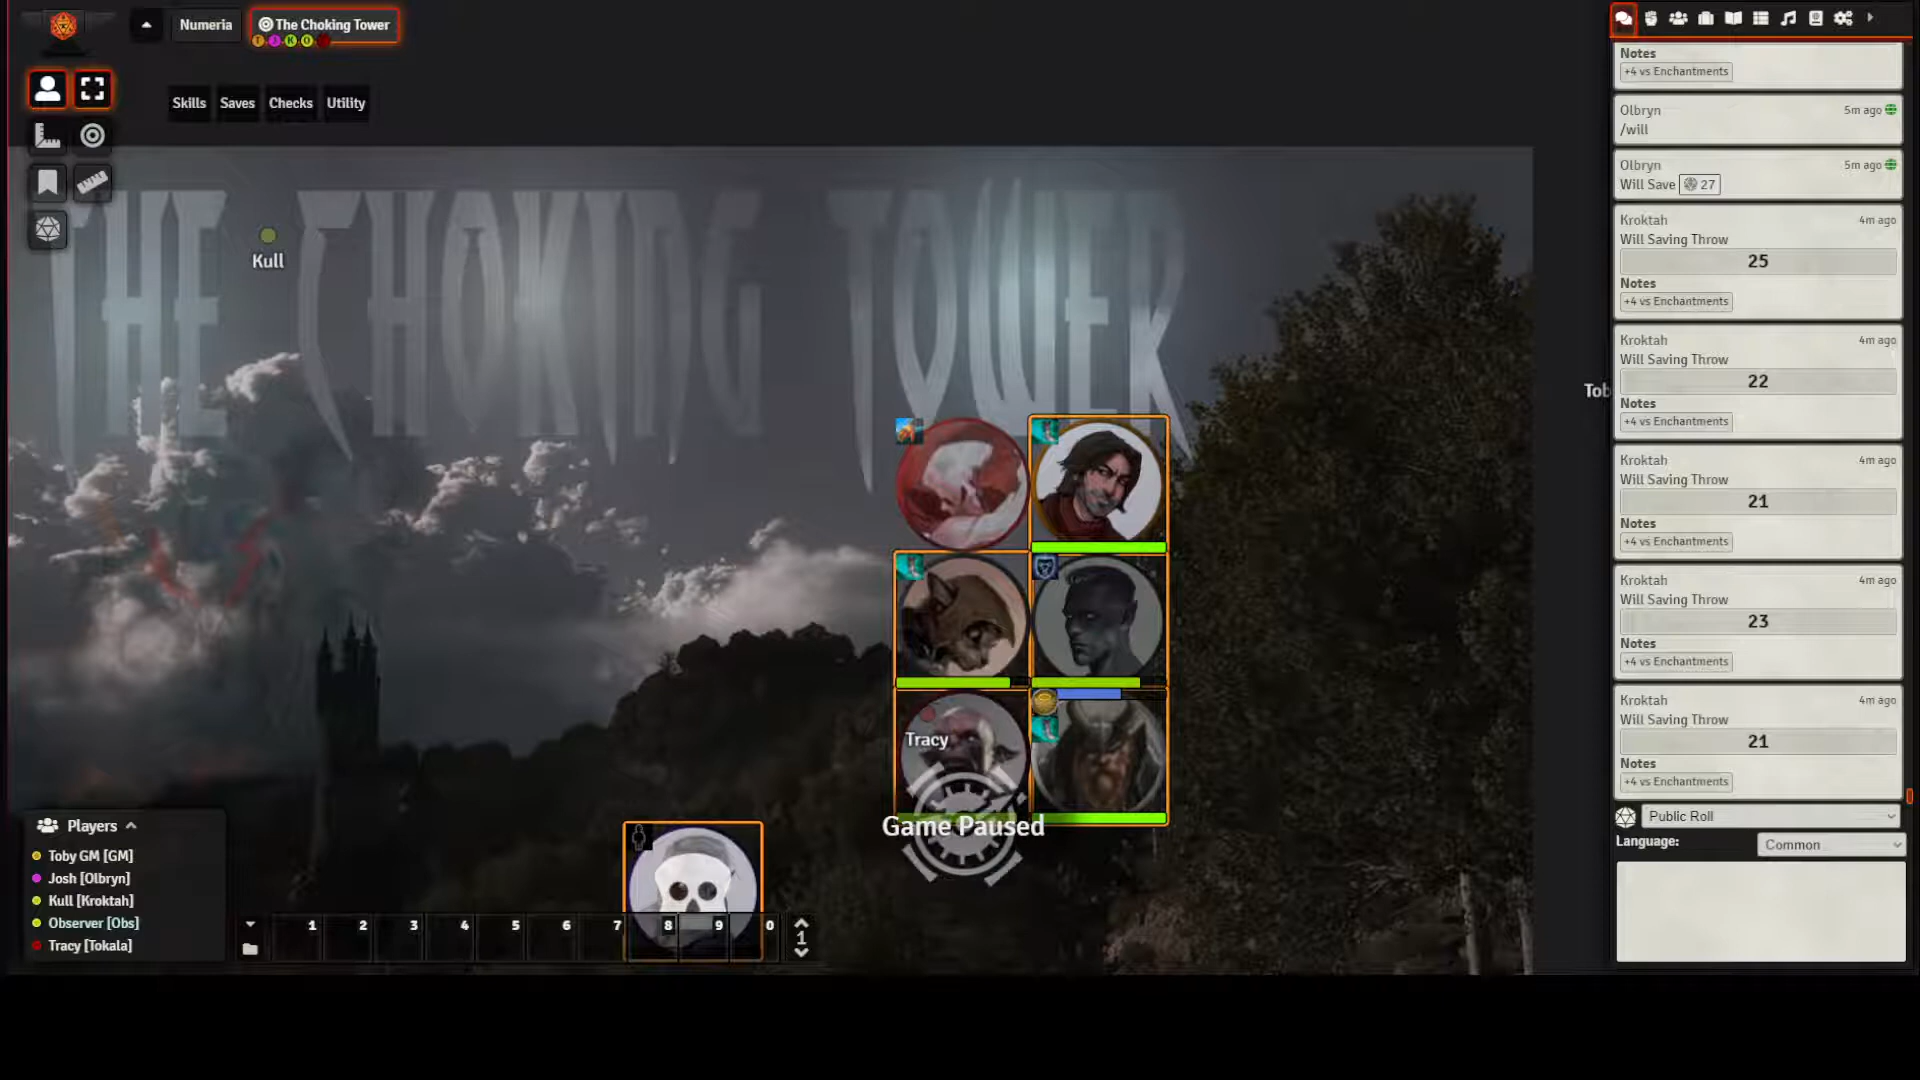 Numeria
The Choking Tower
T J K O
Skills Saves Checks Utility
THE CHOKING TOWER
Kull
Tob
Tracy
Game Paused
Players
Toby GM [GM]
Josh [Olbryn]
Kull [Kroktah]
Observer [Obs]
Tracy [Tokala]
1 2 3 4 5 6 7 8 9 0
1
Notes
+4 vs Enchantments
Olbryn 5m ago
/will
Olbryn 5m ago
Will Save 27
Kroktah 4m ago
Will Saving Throw
25
Notes
+4 vs Enchantments
Kroktah 4m ago
Will Saving Throw
22
Notes
+4 vs Enchantments
Kroktah 4m ago
Will Saving Throw
21
Notes
+4 vs Enchantments
Kroktah 4m ago
Will Saving Throw
23
Notes
+4 vs Enchantments
Kroktah 4m ago
Will Saving Throw
21
Notes
+4 vs Enchantments
Public Roll
Language: Common